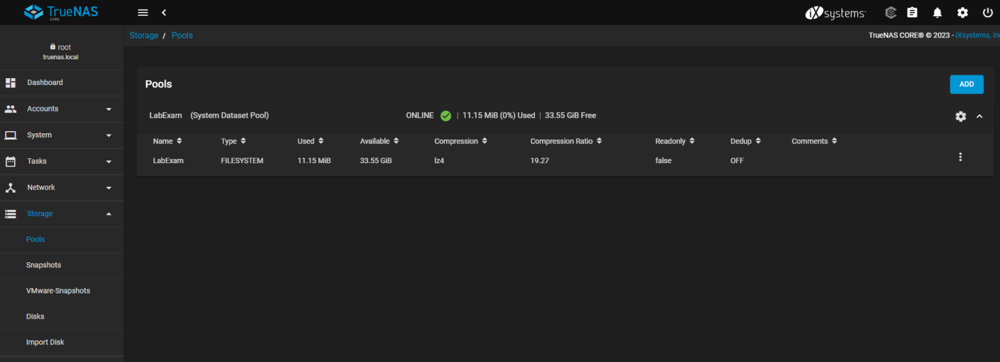 TrueNAS
CORE
iXsystems
Storage / Pools
TrueNAS CORE® © 2023 - iXsystems, Inc
root
truenas.local
Dashboard
Accounts
System
Tasks
Network
Storage
Pools
Snapshots
VMware-Snapshots
Disks
Import Disk
Pools
ADD
LabExam (System Dataset Pool) ONLINE | 11.15 MiB (0%) Used | 33.55 GiB Free
Name Type Used Available Compression Compression Ratio Readonly Dedup Comments
LabExam FILESYSTEM 11.15 MiB 33.55 GiB lz4 19.27 false OFF